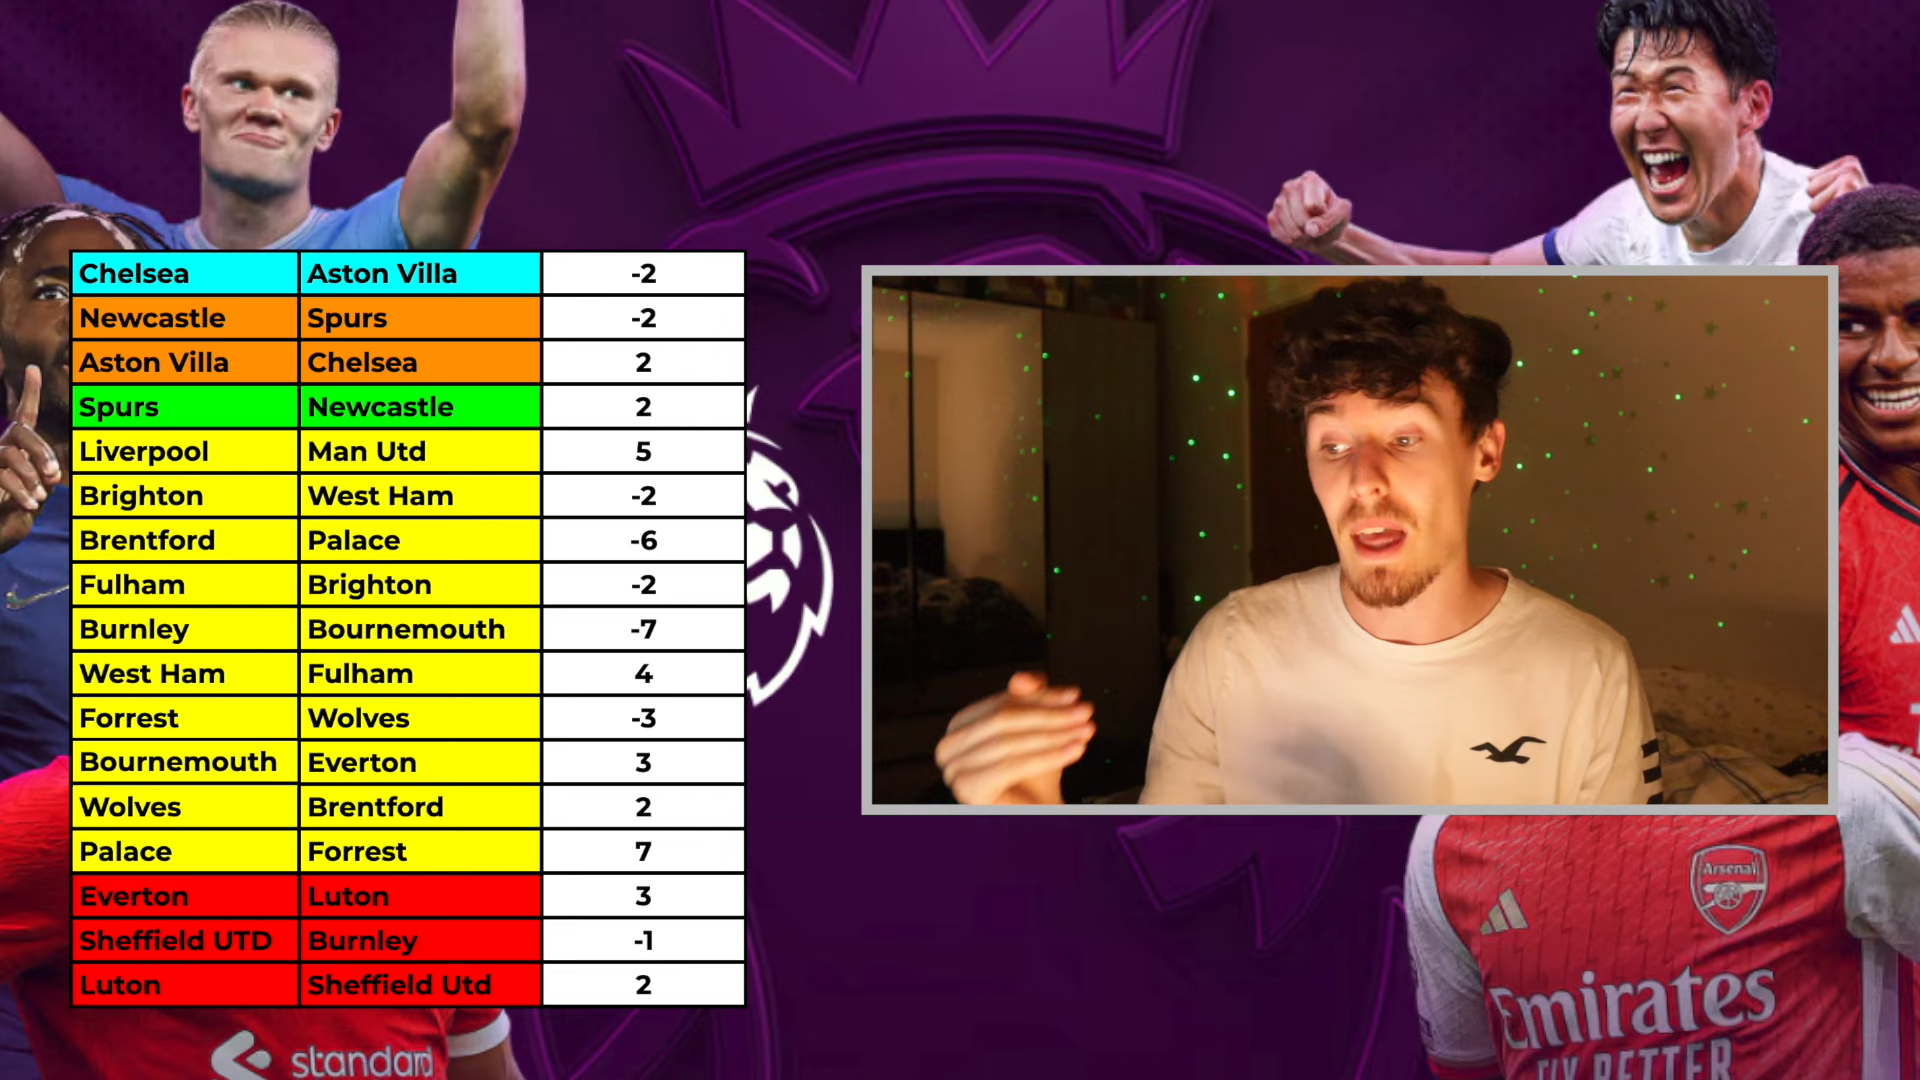 Chelsea Aston Villa -2
Newcastle Spurs -2
Aston Villa Chelsea 2
Spurs Newcastle 2
Liverpool Man Utd 5
Brighton West Ham -2
Brentford Palace -6
Fulham Brighton -2
Burnley Bournemouth -7
West Ham Fulham 4
Forrest Wolves -3
Bournemouth Everton 3
Wolves Brentford 2
Palace Forrest 7
Everton Luton 3
Sheffield UTD Burnley -1
Luton Sheffield Utd 2
standard
Arsenal
Emirates
FLY BETTER